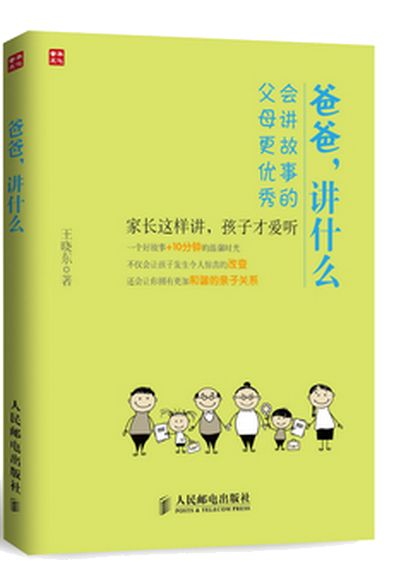 爸爸，讲什么
会讲故事的
父母更优秀
家长这样讲，孩子才爱听
一个好故事+10分钟的温馨时光
不仅会让孩子发生令人惊喜的改变
还会让你拥有更加和谐的亲子关系
人民邮电出版社
POSTS & TELECOM PRESS
爸爸，讲什么
王晓东◎著
人民邮电出版社